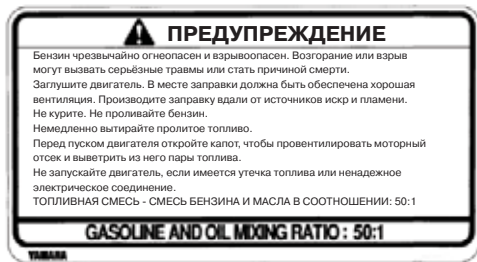 ПРЕДУПРЕЖДЕНИЕ
Бензин чрезвычайно огнеопасен и взрывоопасен. Возгорание или взрыв
могут вызвать серьёзные травмы или стать причиной смерти.
Заглушите двигатель. В месте заправки должна быть обеспечена хорошая
вентиляция. Производите заправку вдали от источников искр и пламени.
Не курите. Не проливайте бензин.
Немедленно вытирайте пролитое топливо.
Перед пуском двигателя откройте капот, чтобы провентилировать моторный
отсек и выветрить из него пары топлива.
Не запускайте двигатель, если имеется утечка топлива или ненадежное
электрическое соединение.
ТОПЛИВНАЯ СМЕСЬ - СМЕСЬ БЕНЗИНА И МАСЛА В СООТНОШЕНИИ: 50:1
GASOLINE AND OIL MIXING RATIO : 50:1
YAMAHA